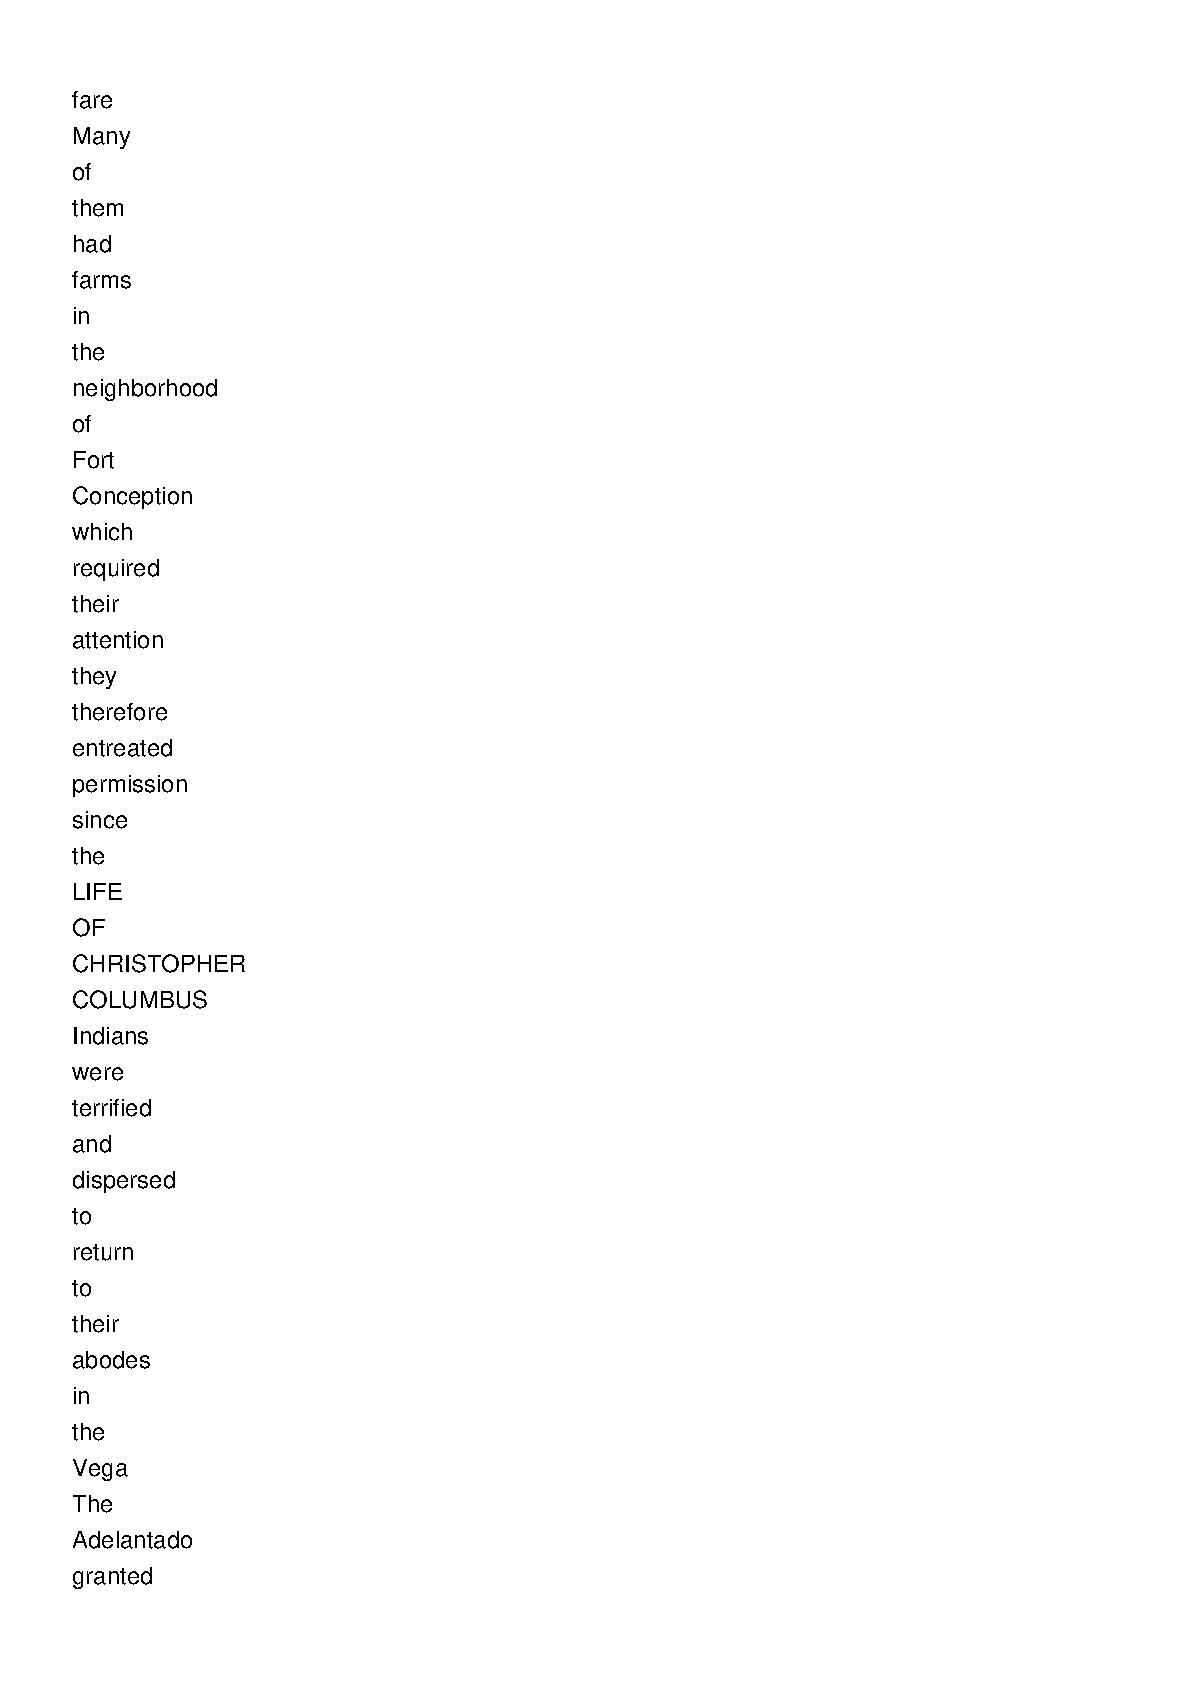 fare
Many
of
them
had
farms
in
the
neighborhood
of
Fort
Conception
which
required
their
attention
they
therefore
entreated
permission
since
the
LIFE
OF
CHRISTOPHER
COLUMBUS
Indians
were
terrified
and
dispersed
to
return
to
their
abodes
in
the
Vega
The
Adelantado
granted